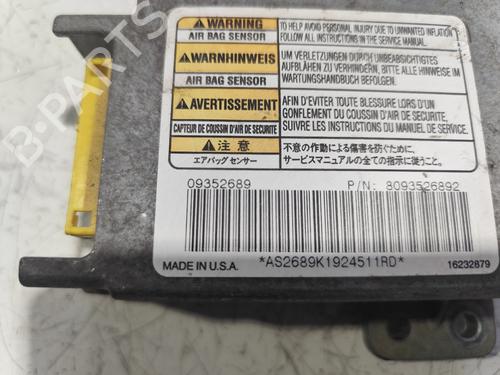 WARNING
AIR BAG SENSOR
TO HELP AVOID PERSONAL INJURY DUE TO UNWANTED INFLATION
FOLLOW ALL INSTRUCTIONS IN THE SERVICE MANUAL.
WARNHINWEIS
AIR BAG SENSOR
UM VERLETZUNGEN DURCH UNBEABSICHTIGTES
AUFBLÄHEN ZU VERHINDERN, BITTE ALLE HINWEISE IM
WARTUNGSHANDBUCH BEFOLGEN.
AVERTISSEMENT
CAPTEUR DE COUSSIN D'AIR DE SECURITE
AFIN D'EVITER TOUTE BLESSURE LORS D'UN
GONFLEMENT DU COUSSIN D'AIR DE SECURITE,
SUIVRE LES INSTRUCTIONS DU MANUEL DE SERVICE.
注意
エアバッグ センサー
不意の作動による傷害を防ぐために、
サービスマニュアルの全ての指示に従うこと。
09352689 P/N: 8093526892
MADE IN U.S.A. *AS2689K1924511RD* 16232879
B-PARTS